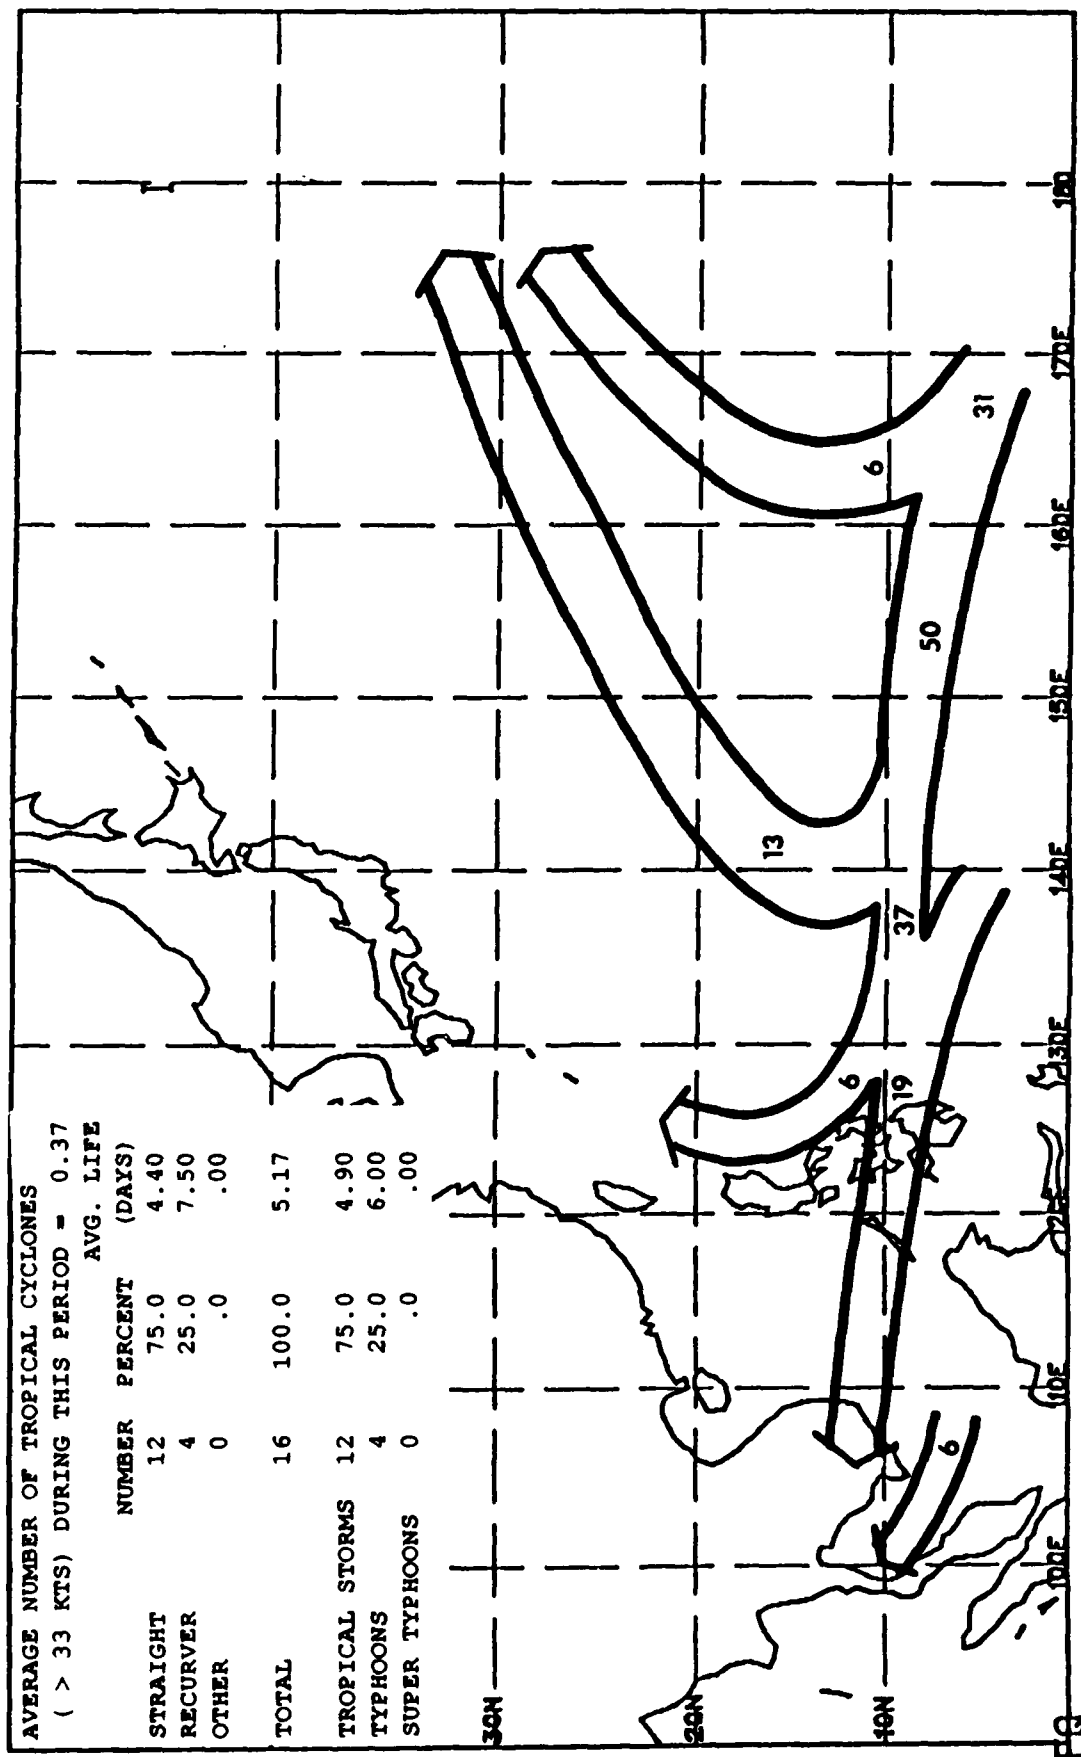 AVERAGE NUMBER OF TROPICAL CYCLONES
( > 33 KTS) DURING THIS PERIOD = 0.37
AVG. LIFE
NUMBER PERCENT (DAYS)
STRAIGHT 12 75.0 4.40
RECURVER 4 25.0 7.50
OTHER 0 .0 .00
TOTAL 16 100.0 5.17
TROPICAL STORMS 12 75.0 4.90
TYPHOONS 4 25.0 6.00
SUPER TYPHOONS 0 .0 .00
30N
20N
13
6
6
31
10N
6
19
37
50
100E 110E 130E 140E 150E 160E 170E 180